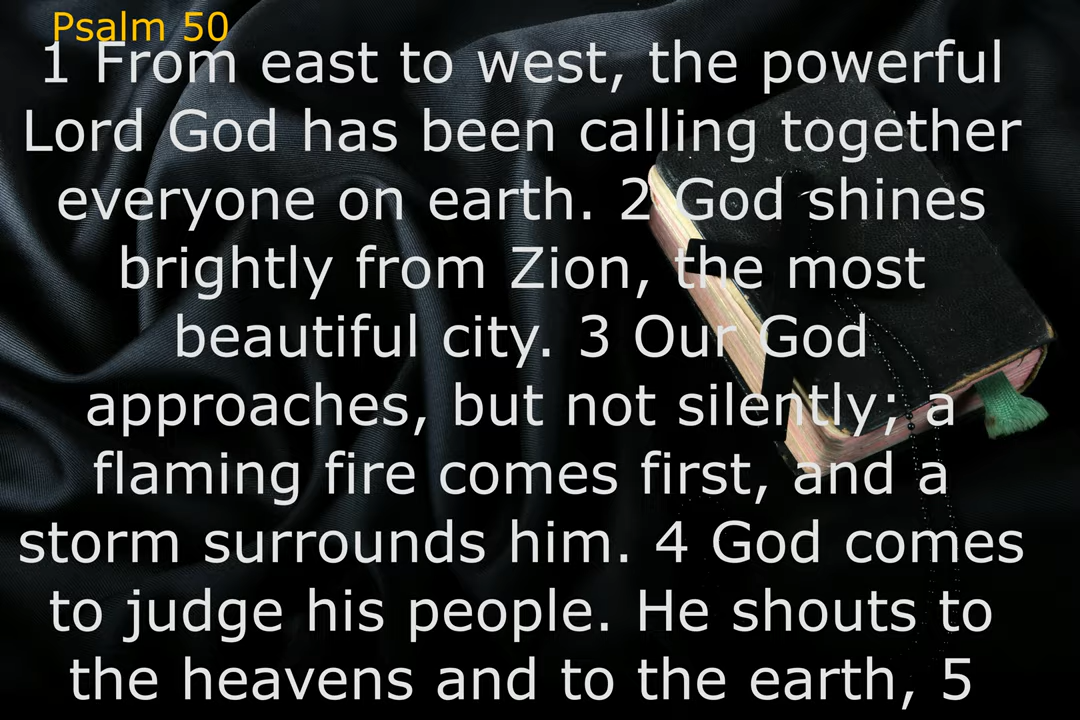 Psalm 50
1 From east to west, the powerful
Lord God has been calling together
everyone on earth. 2 God shines
brightly from Zion, the most
beautiful city. 3 Our God
approaches, but not silently; a
flaming fire comes first, and a
storm surrounds him. 4 God comes
to judge his people. He shouts to
the heavens and to the earth, 5